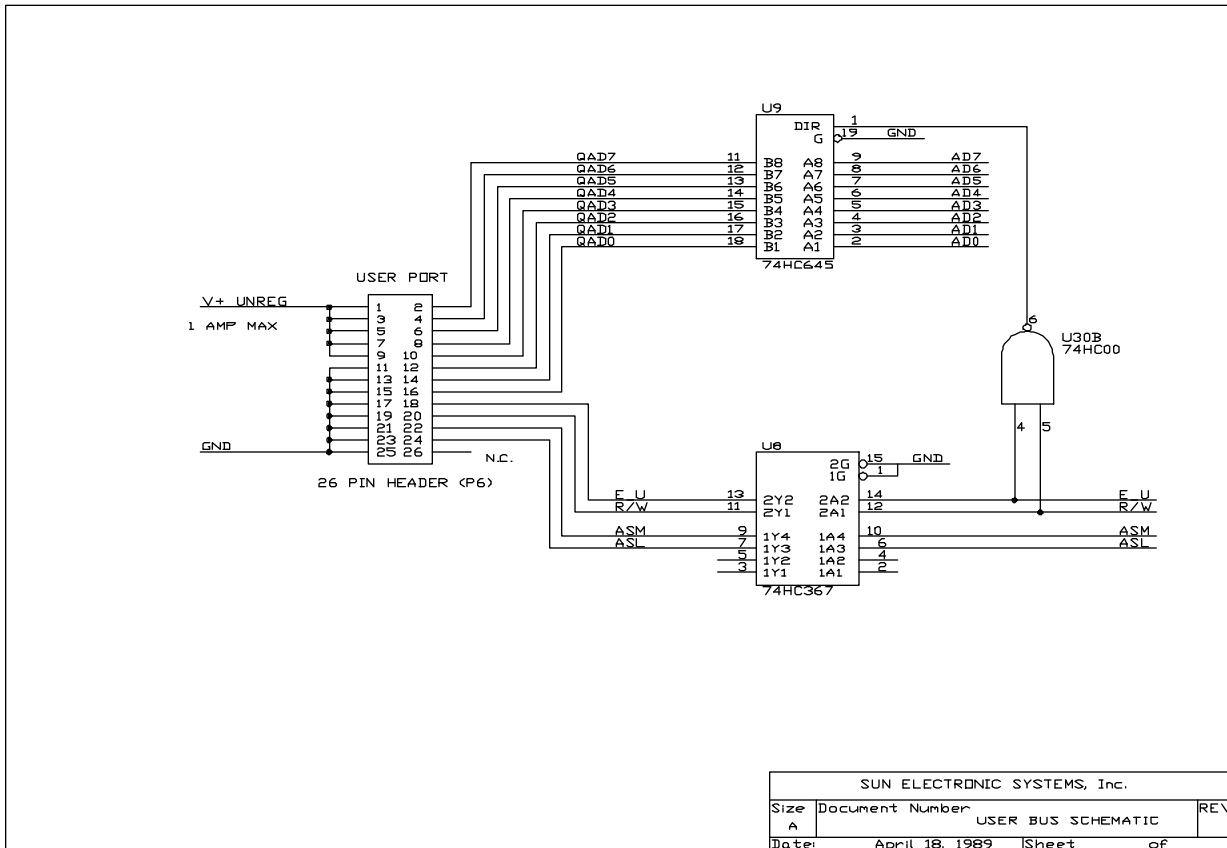 U9
DIR 1
G 19 GND
QAD7 11 B8 A8 9 AD7
QAD6 12 B7 A7 8 AD6
QAD5 13 B6 A6 7 AD5
QAD4 14 B5 A5 6 AD4
QAD3 15 B4 A4 5 AD3
QAD2 16 B3 A3 4 AD2
QAD1 17 B2 A2 3 AD1
QAD0 18 B1 A1 2 AD0
74HC645
USER PORT
V+ UNREG
1 AMP MAX
1 2
3 4
5 6
7 8
9 10
11 12
13 14
15 16
17 18
19 20
21 22
23 24
GND 25 26 N.C.
26 PIN HEADER (P6)
6
U30B
74HC00
4 5
U8
2G 15 GND
1G 1
E_U 13 2Y2 2A2 14 E_U
R/W 11 2Y1 2A1 12 R/W
ASM 9 1Y4 1A4 10 ASM
ASL 7 1Y3 1A3 6 ASL
5 1Y2 1A2 4
3 1Y1 1A1 2
74HC367
SUN ELECTRONIC SYSTEMS, Inc.
Size Document Number REV
A USER BUS SCHEMATIC
Date: April 18, 1989 Sheet of